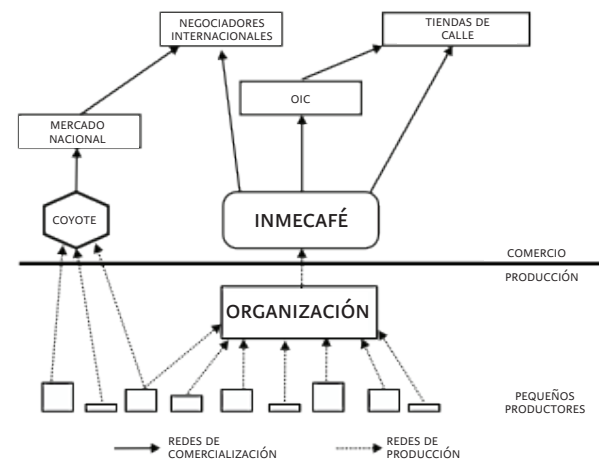 NEGOCIADORES
INTERNACIONALES
TIENDAS DE
CALLE
OIC
MERCADO
NACIONAL
COYOTE
INMECAFÉ
COMERCIO
PRODUCCIÓN
ORGANIZACIÓN
PEQUEÑOS
PRODUCTORES
REDES DE
COMERCIALIZACIÓN
REDES DE
PRODUCCIÓN